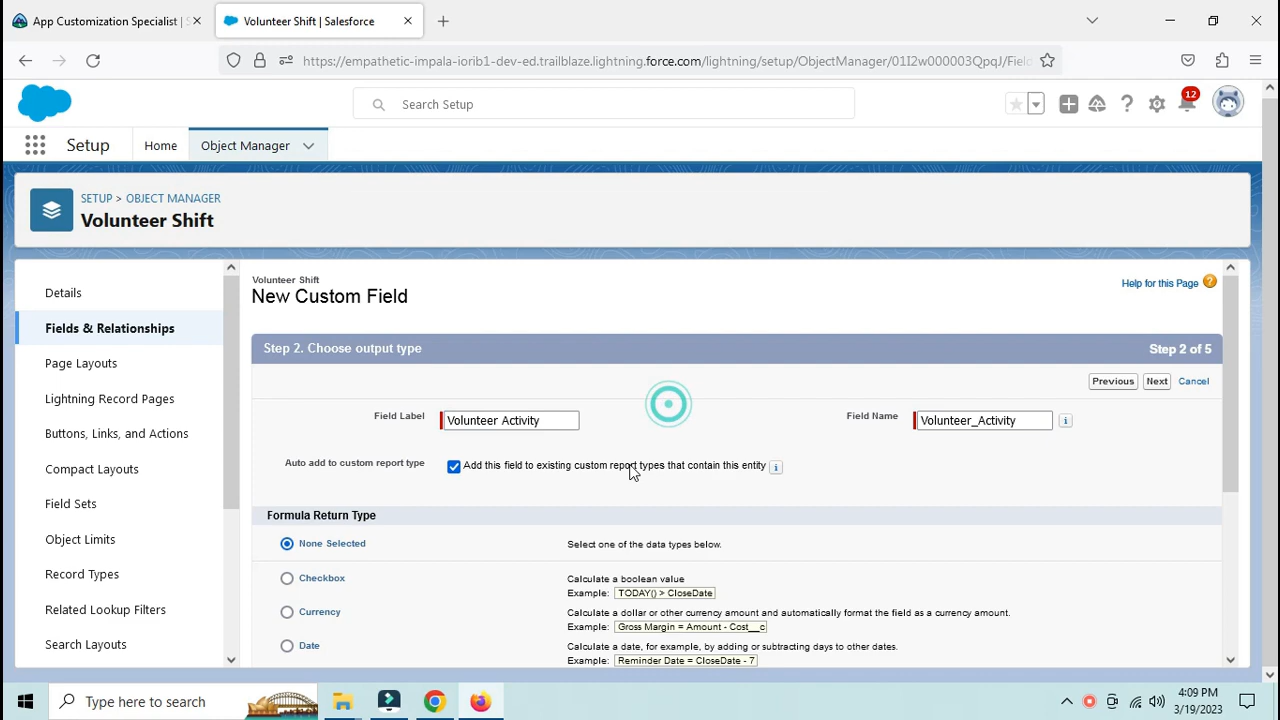 App Customization Specialist |
Volunteer Shift | Salesforce
https://empathetic-impala-iorib1-dev-ed.trailblaze.lightning.force.com/lightning/setup/ObjectManager/01I2w000003QpqJ/Field
Search Setup
12
Setup
Home
Object Manager
SETUP > OBJECT MANAGER
Volunteer Shift
Details
Fields & Relationships
Page Layouts
Lightning Record Pages
Buttons, Links, and Actions
Compact Layouts
Field Sets
Object Limits
Record Types
Related Lookup Filters
Search Layouts
Volunteer Shift
New Custom Field
Help for this Page
Step 2. Choose output type
Step 2 of 5
Previous
Next
Cancel
Field Label
Volunteer Activity
Field Name
Volunteer_Activity
Auto add to custom report type
Add this field to existing custom report types that contain this entity
Formula Return Type
None Selected
Select one of the data types below.
Checkbox
Calculate a boolean value
Example: TODAY() > CloseDate
Currency
Calculate a dollar or other currency amount and automatically format the field as a currency amount.
Example: Gross Margin = Amount - Cost__c
Date
Calculate a date, for example, by adding or subtracting days to other dates.
Example: Reminder Date = CloseDate - 7
Type here to search
4:09 PM
3/19/2023